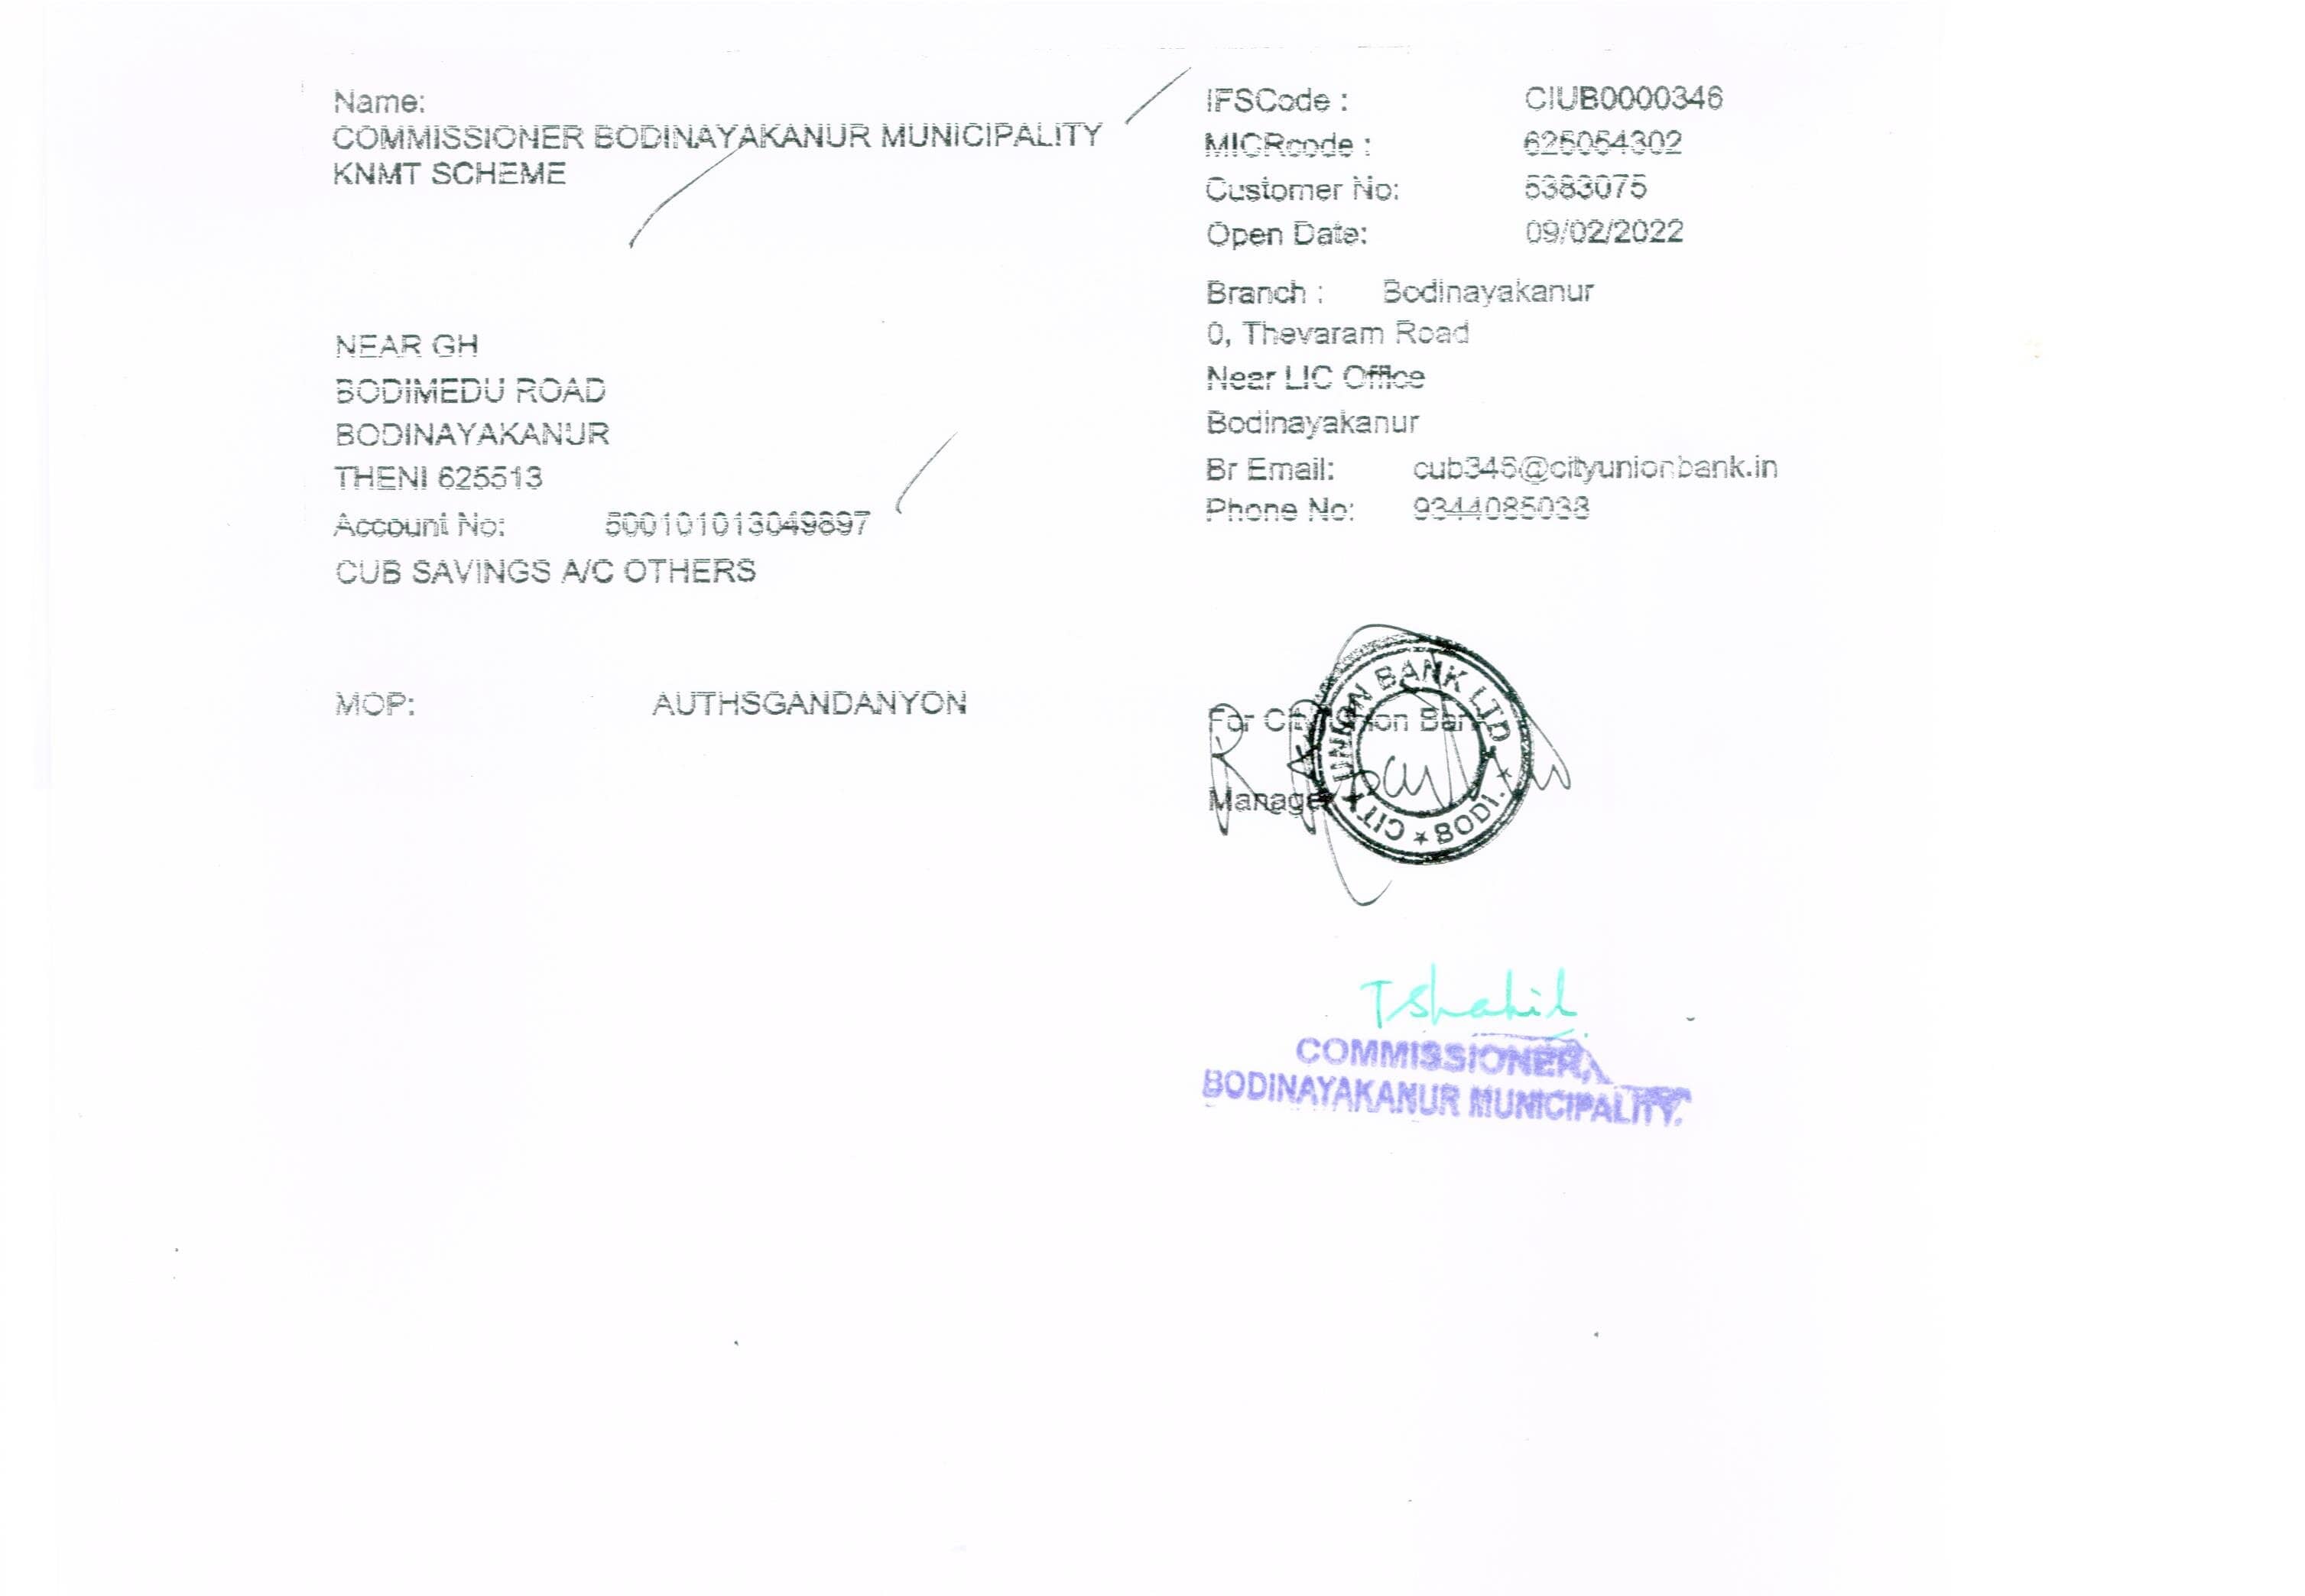 Name:
COMMISSIONER BODINAYAKANUR MUNICIPALITY
KNMT SCHEME
NEAR GH
BODIMEDU ROAD
BODINAYAKANUR
THENI 625513
Account No: 500101013049897
CUB SAVINGS A/C OTHERS
MOP: AUTHSGANDANYON
IFSCode : CIUB0000346
MICRcode : 625054302
Customer No: 5383075
Open Date: 09/02/2022
Branch : Bodinayakanur
0, Thevaram Road
Near LIC Office
Bodinayakanur
Br Email: cub346@cityunionbank.in
Phone No: 9344085038
For City Union Bank
Manager
CITY UNION BANK LTD ★ BODI. ★
COMMISSIONER,
BODINAYAKANUR MUNICIPALITY.